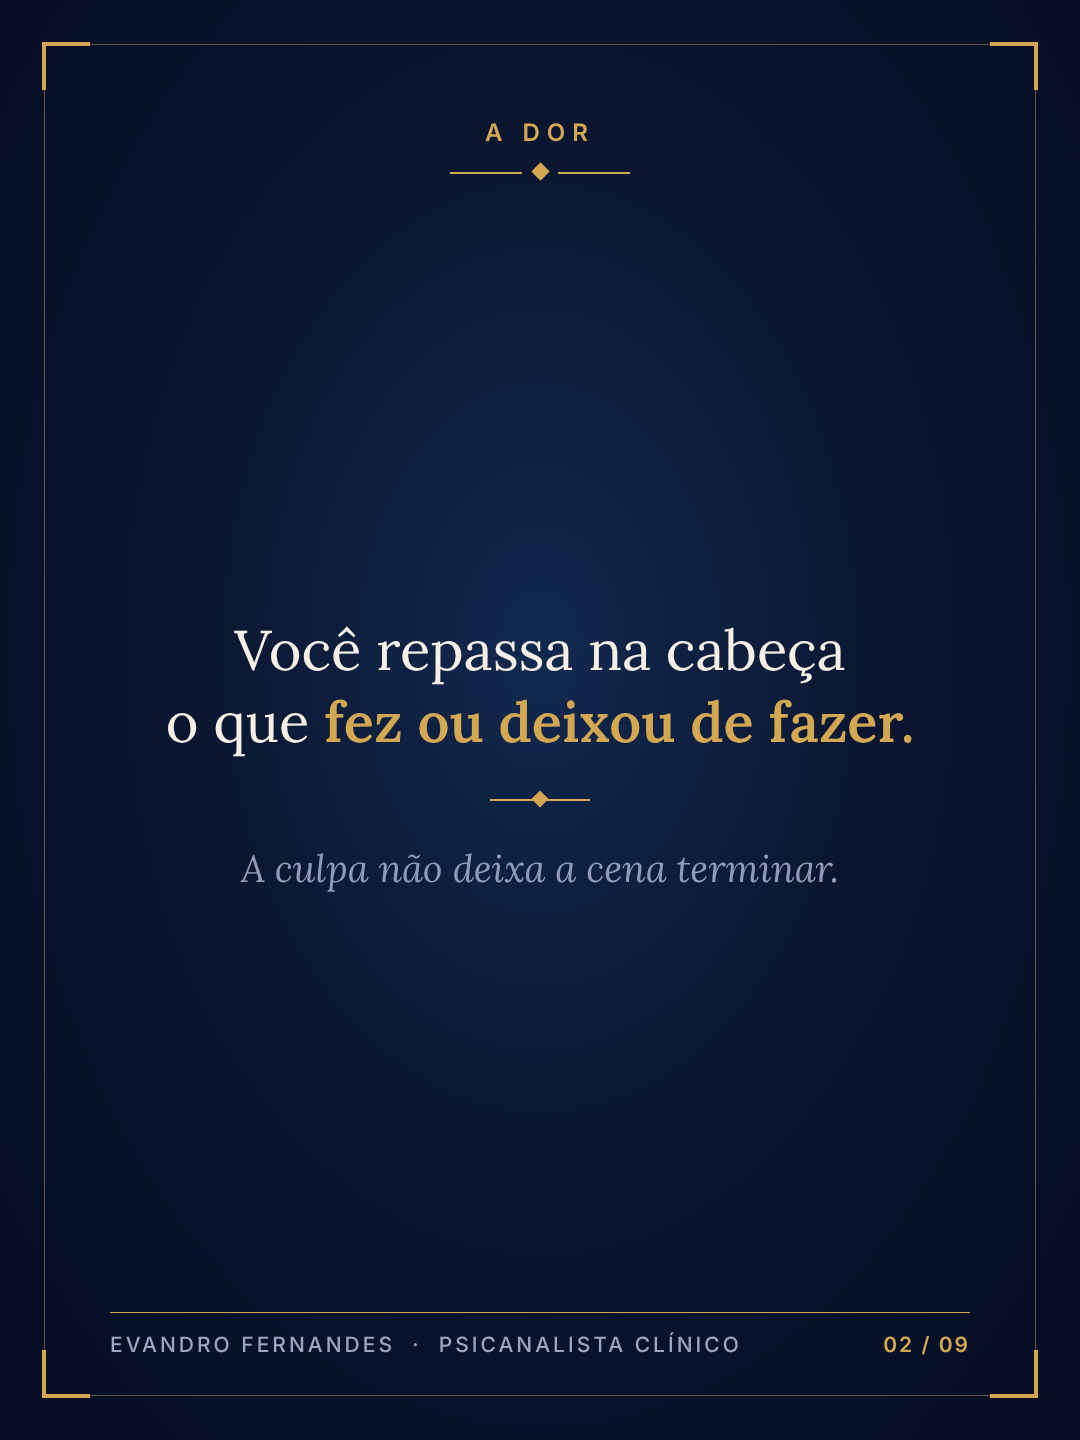 A DOR
Você repassa na cabeça
o que fez ou deixou de fazer.
A culpa não deixa a cena terminar.
EVANDRO FERNANDES · PSICANALISTA CLÍNICO 02 / 09